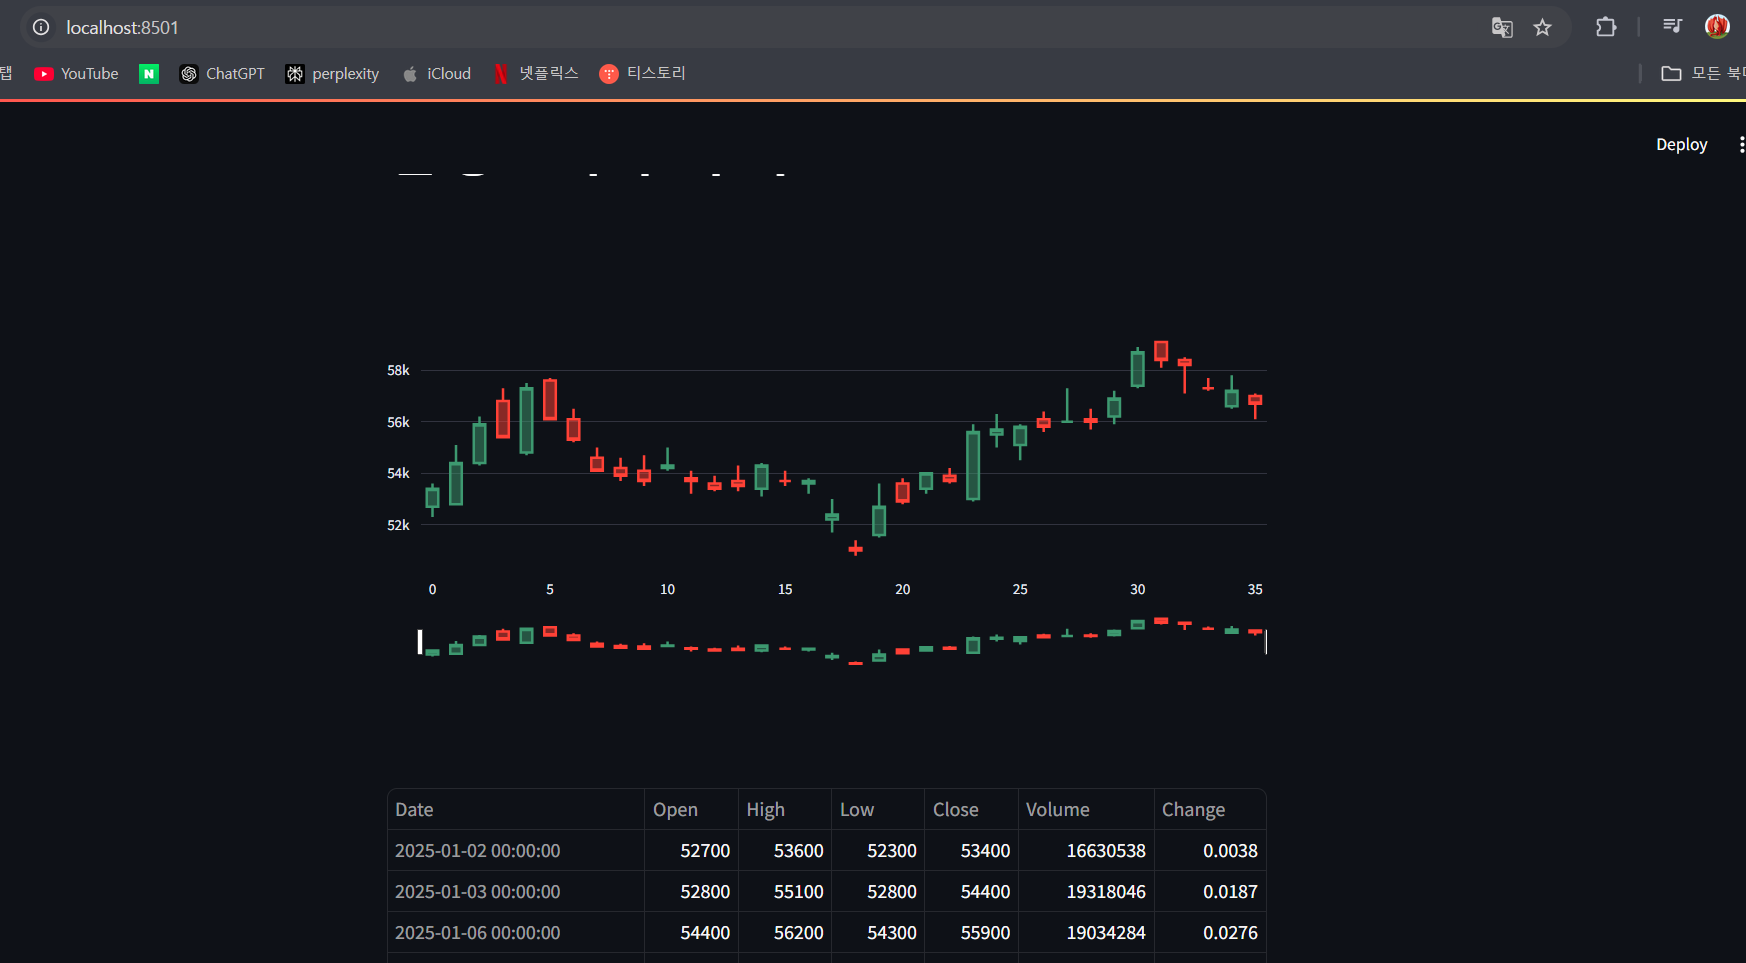 localhost:8501
탭 YouTube N ChatGPT perplexity iCloud N 넷플릭스 T 티스토리 모든 북
Deploy
58k
56k
54k
52k
0 5 10 15 20 25 30 35
Date Open High Low Close Volume Change
2025-01-02 00:00:00 52700 53600 52300 53400 16630538 0.0038
2025-01-03 00:00:00 52800 55100 52800 54400 19318046 0.0187
2025-01-06 00:00:00 54400 56200 54300 55900 19034284 0.0276